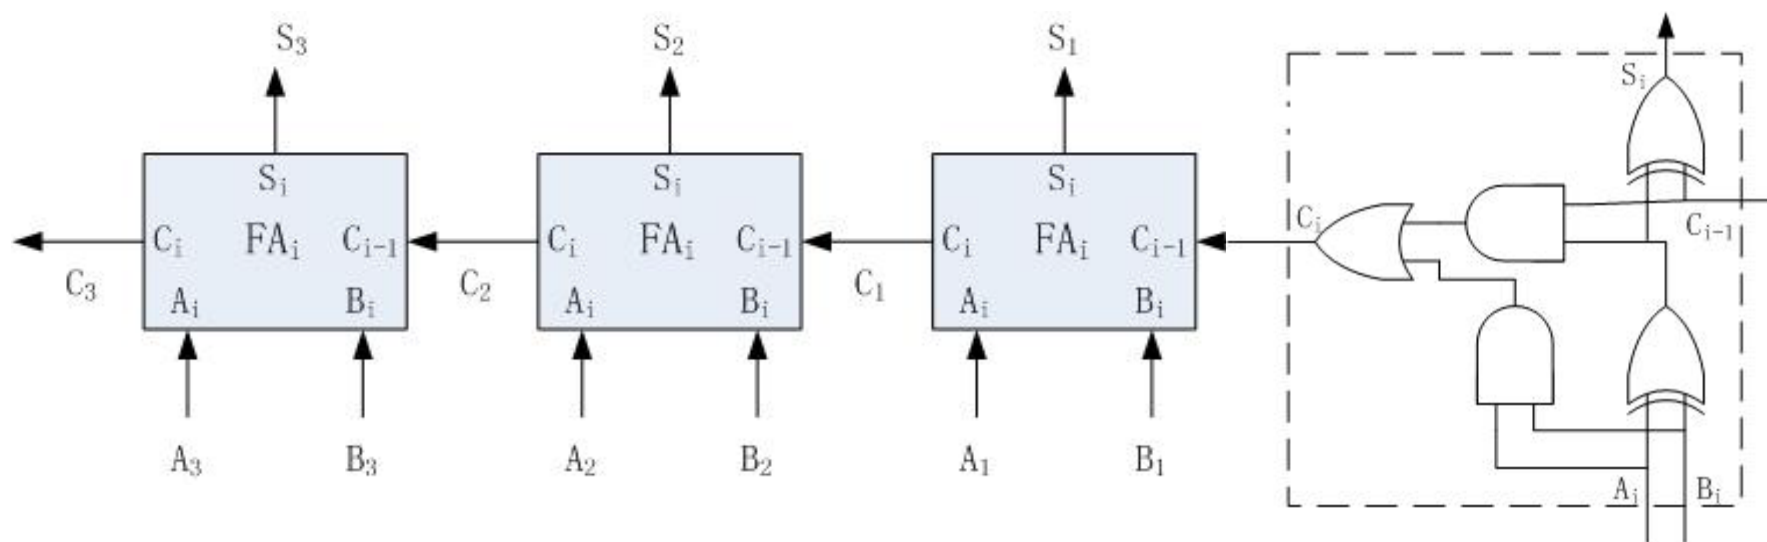 S₃ S₂ S₁
Sᵢ
Sᵢ Sᵢ Sᵢ
Cᵢ FAᵢ Cᵢ₋₁ Cᵢ FAᵢ Cᵢ₋₁ Cᵢ FAᵢ Cᵢ₋₁ Cᵢ Cᵢ₋₁
C₃ C₂ C₁
Aᵢ Bᵢ Aᵢ Bᵢ Aᵢ Bᵢ
A₃ B₃ A₂ B₂ A₁ B₁
Aᵢ Bᵢ